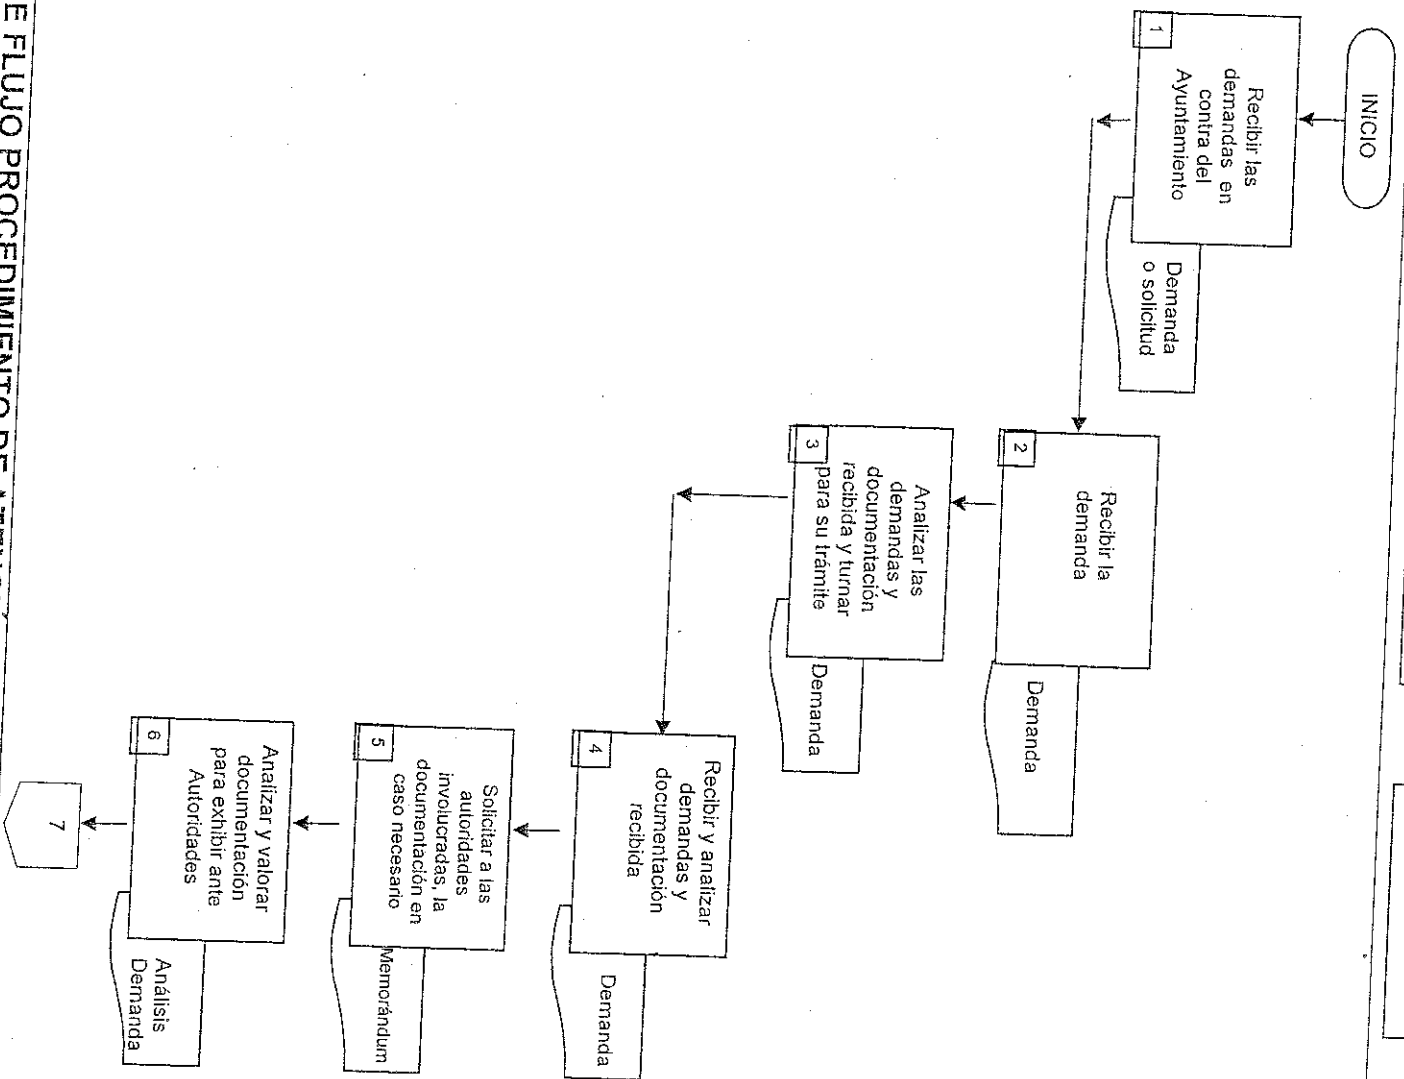 INICIO
1
Recibir las
demandas en
contra del
Ayuntamiento
Demanda
o solicitud
2
Recibir la
demanda
Demanda
3
Analizar las
demandas y
documentación
recibida y turnar
para su trámite
Demanda
4
Recibir y analizar
demandas y
documentación
recibida
Demanda
5
Solicitar a las
autoridades
involucradas, la
documentación en
caso necesario
Memorándum
6
Analizar y valorar
documentación
para exhibir ante
Autoridades
Análisis
Demanda
7
E FLUJO PROCEDIMIENTO DE